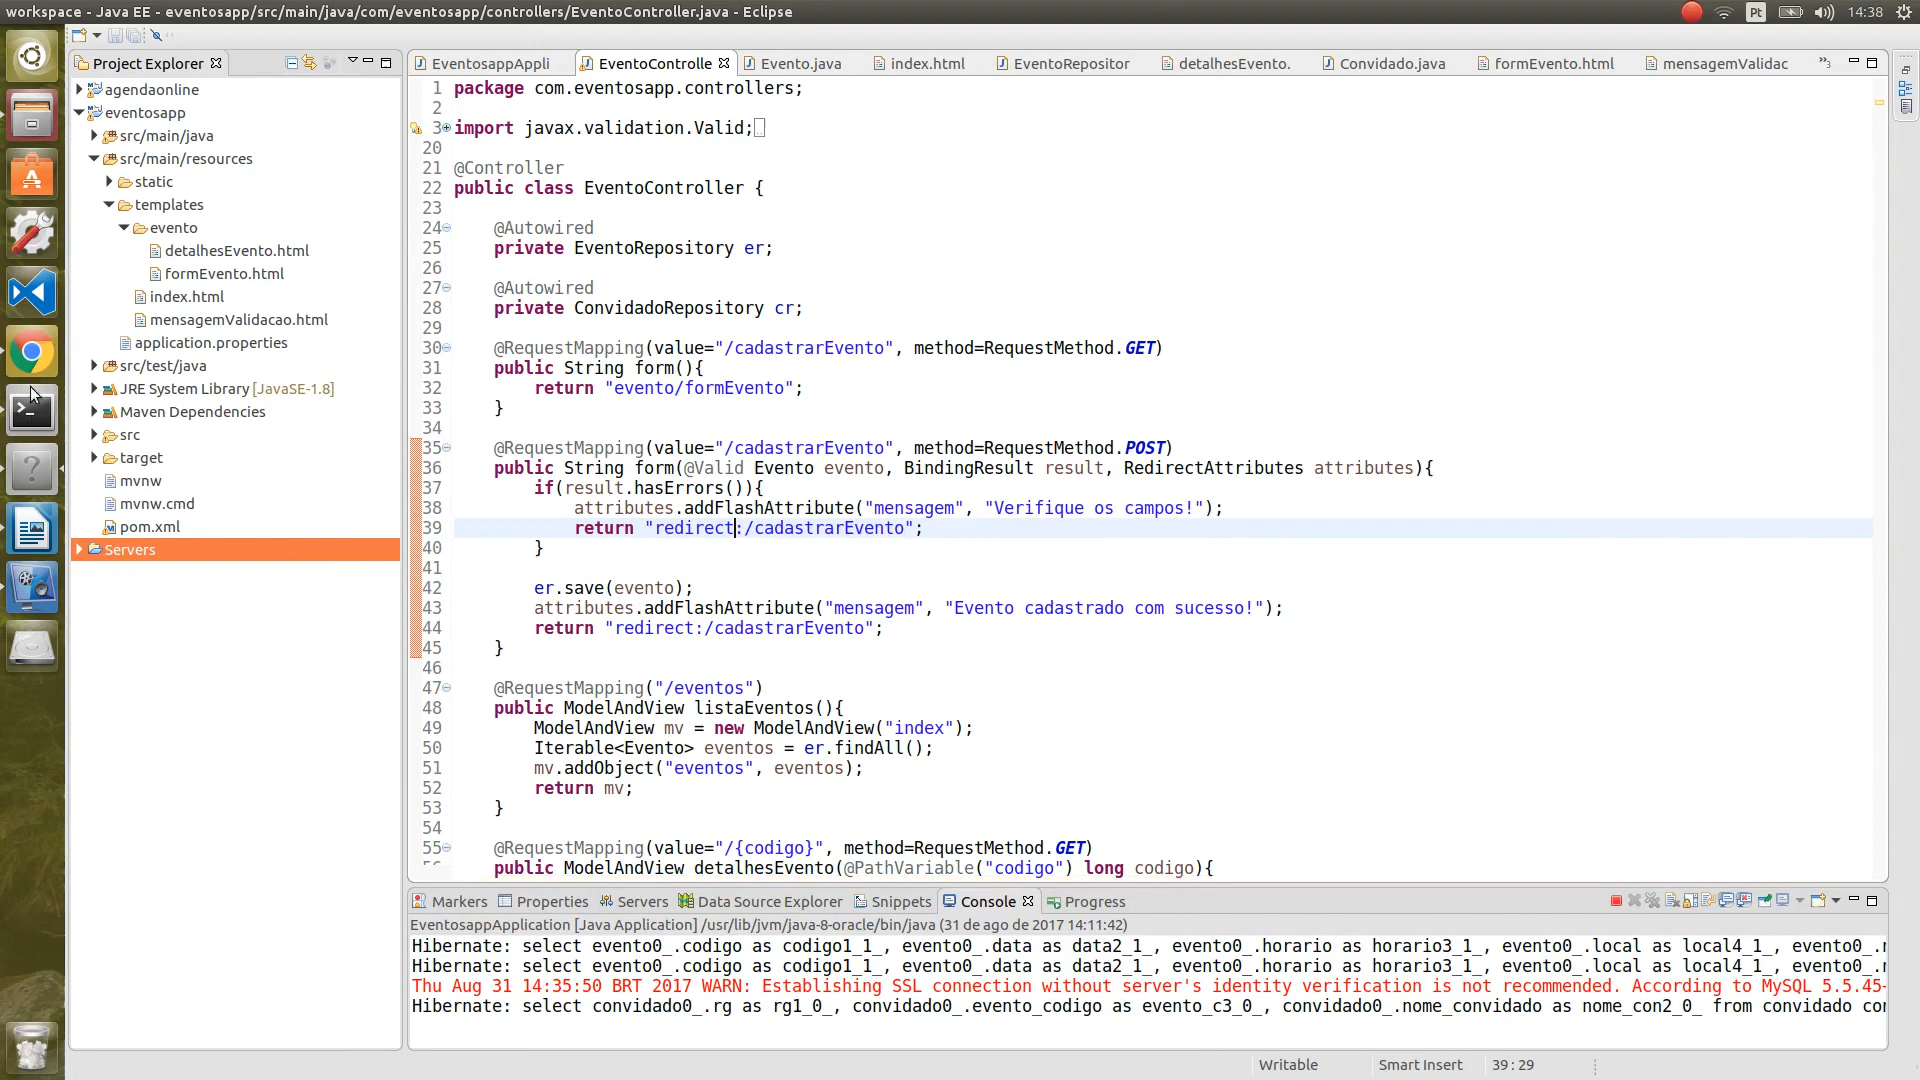 workspace - Java EE - eventosapp/src/main/java/com/eventosapp/controllers/EventoController.java - Eclipse
Pt
14:38
Project Explorer
agendaonline
eventosapp
src/main/java
src/main/resources
static
templates
evento
detalhesEvento.html
formEvento.html
index.html
mensagemValidacao.html
application.properties
src/test/java
JRE System Library [JavaSE-1.8]
Maven Dependencies
src
target
mvnw
mvnw.cmd
pom.xml
Servers
EventosappAppli
EventoControlle
Evento.java
index.html
EventoRepositor
detalhesEvento.
Convidado.java
formEvento.html
mensagemValidac
»3
1 package com.eventosapp.controllers;
2
3 import javax.validation.Valid;
20
21 @Controller
22 public class EventoController {
23
24 @Autowired
25 private EventoRepository er;
26
27 @Autowired
28 private ConvidadoRepository cr;
29
30 @RequestMapping(value="/cadastrarEvento", method=RequestMethod.GET)
31 public String form(){
32 return "evento/formEvento";
33 }
34
35 @RequestMapping(value="/cadastrarEvento", method=RequestMethod.POST)
36 public String form(@Valid Evento evento, BindingResult result, RedirectAttributes attributes){
37 if(result.hasErrors()){
38 attributes.addFlashAttribute("mensagem", "Verifique os campos!");
39 return "redirect:/cadastrarEvento";
40 }
41
42 er.save(evento);
43 attributes.addFlashAttribute("mensagem", "Evento cadastrado com sucesso!");
44 return "redirect:/cadastrarEvento";
45 }
46
47 @RequestMapping("/eventos")
48 public ModelAndView listaEventos(){
49 ModelAndView mv = new ModelAndView("index");
50 Iterable<Evento> eventos = er.findAll();
51 mv.addObject("eventos", eventos);
52 return mv;
53 }
54
55 @RequestMapping(value="/{codigo}", method=RequestMethod.GET)
56 public ModelAndView detalhesEvento(@PathVariable("codigo") long codigo){
Markers
Properties
Servers
Data Source Explorer
Snippets
Console
Progress
EventosappApplication [Java Application] /usr/lib/jvm/java-8-oracle/bin/java (31 de ago de 2017 14:11:42)
Hibernate: select evento0_.codigo as codigo1_1_, evento0_.data as data2_1_, evento0_.horario as horario3_1_, evento0_.local as local4_1_, evento0_.
Hibernate: select evento0_.codigo as codigo1_1_, evento0_.data as data2_1_, evento0_.horario as horario3_1_, evento0_.local as local4_1_, evento0_.
Thu Aug 31 14:35:50 BRT 2017 WARN: Establishing SSL connection without server's identity verification is not recommended. According to MySQL 5.5.45
Hibernate: select convidado0_.rg as rg1_0_, convidado0_.evento_codigo as evento_c3_0_, convidado0_.nome_convidado as nome_con2_0_ from convidado
Writable
Smart Insert
39 : 29